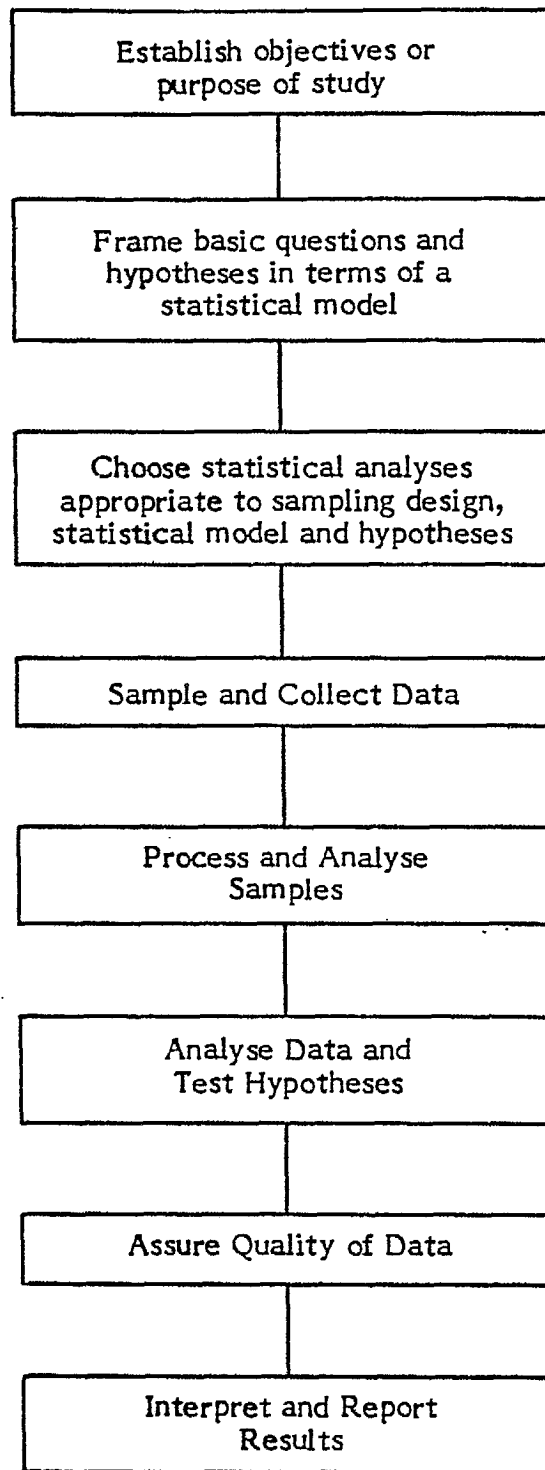 Establish objectives or
purpose of study
Frame basic questions and
hypotheses in terms of a
statistical model
Choose statistical analyses
appropriate to sampling design,
statistical model and hypotheses
Sample and Collect Data
Process and Analyse
Samples
Analyse Data and
Test Hypotheses
Assure Quality of Data
Interpret and Report
Results